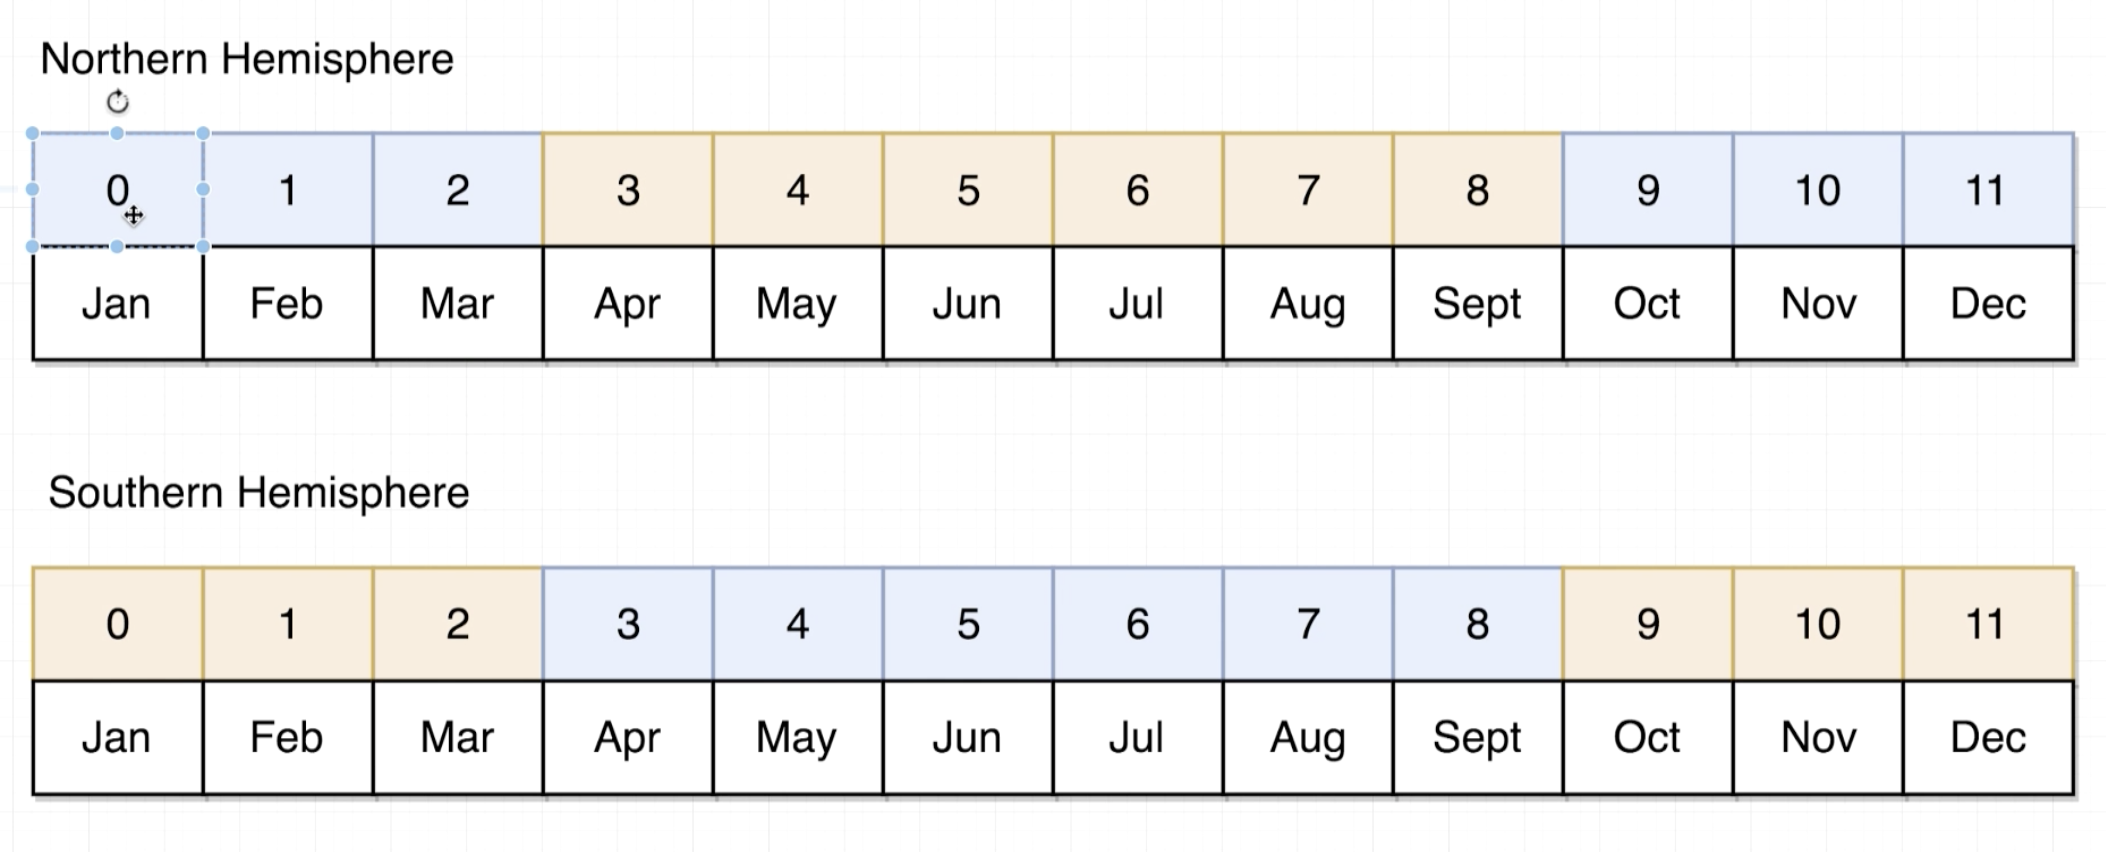 Northern Hemisphere
0 1 2 3 4 5 6 7 8 9 10 11
Jan Feb Mar Apr May Jun Jul Aug Sept Oct Nov Dec
Southern Hemisphere
0 1 2 3 4 5 6 7 8 9 10 11
Jan Feb Mar Apr May Jun Jul Aug Sept Oct Nov Dec